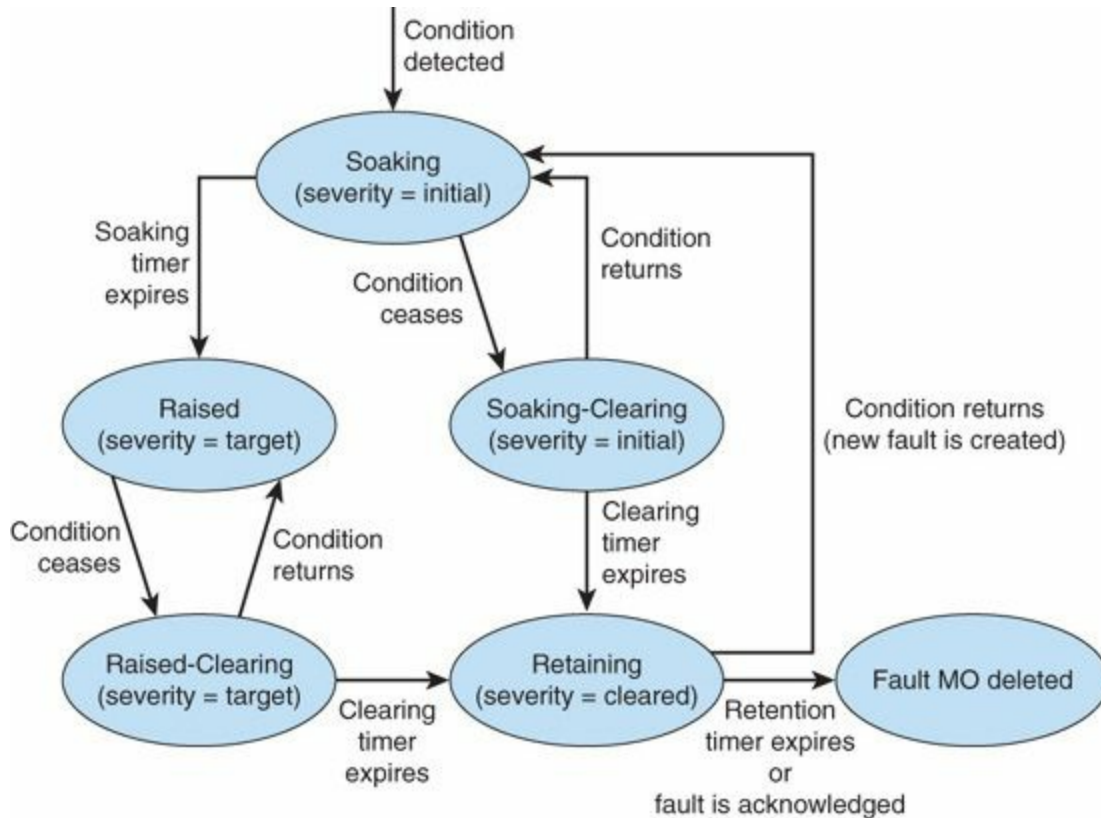 Condition
detected
Soaking
(severity = initial)
Soaking
timer
expires
Condition
ceases
Condition
returns
Raised
(severity = target)
Soaking-Clearing
(severity = initial)
Condition returns
(new fault is created)
Condition
ceases
Condition
returns
Clearing
timer
expires
Raised-Clearing
(severity = target)
Clearing
timer
expires
Retaining
(severity = cleared)
Retention
timer expires
or
fault is acknowledged
Fault MO deleted